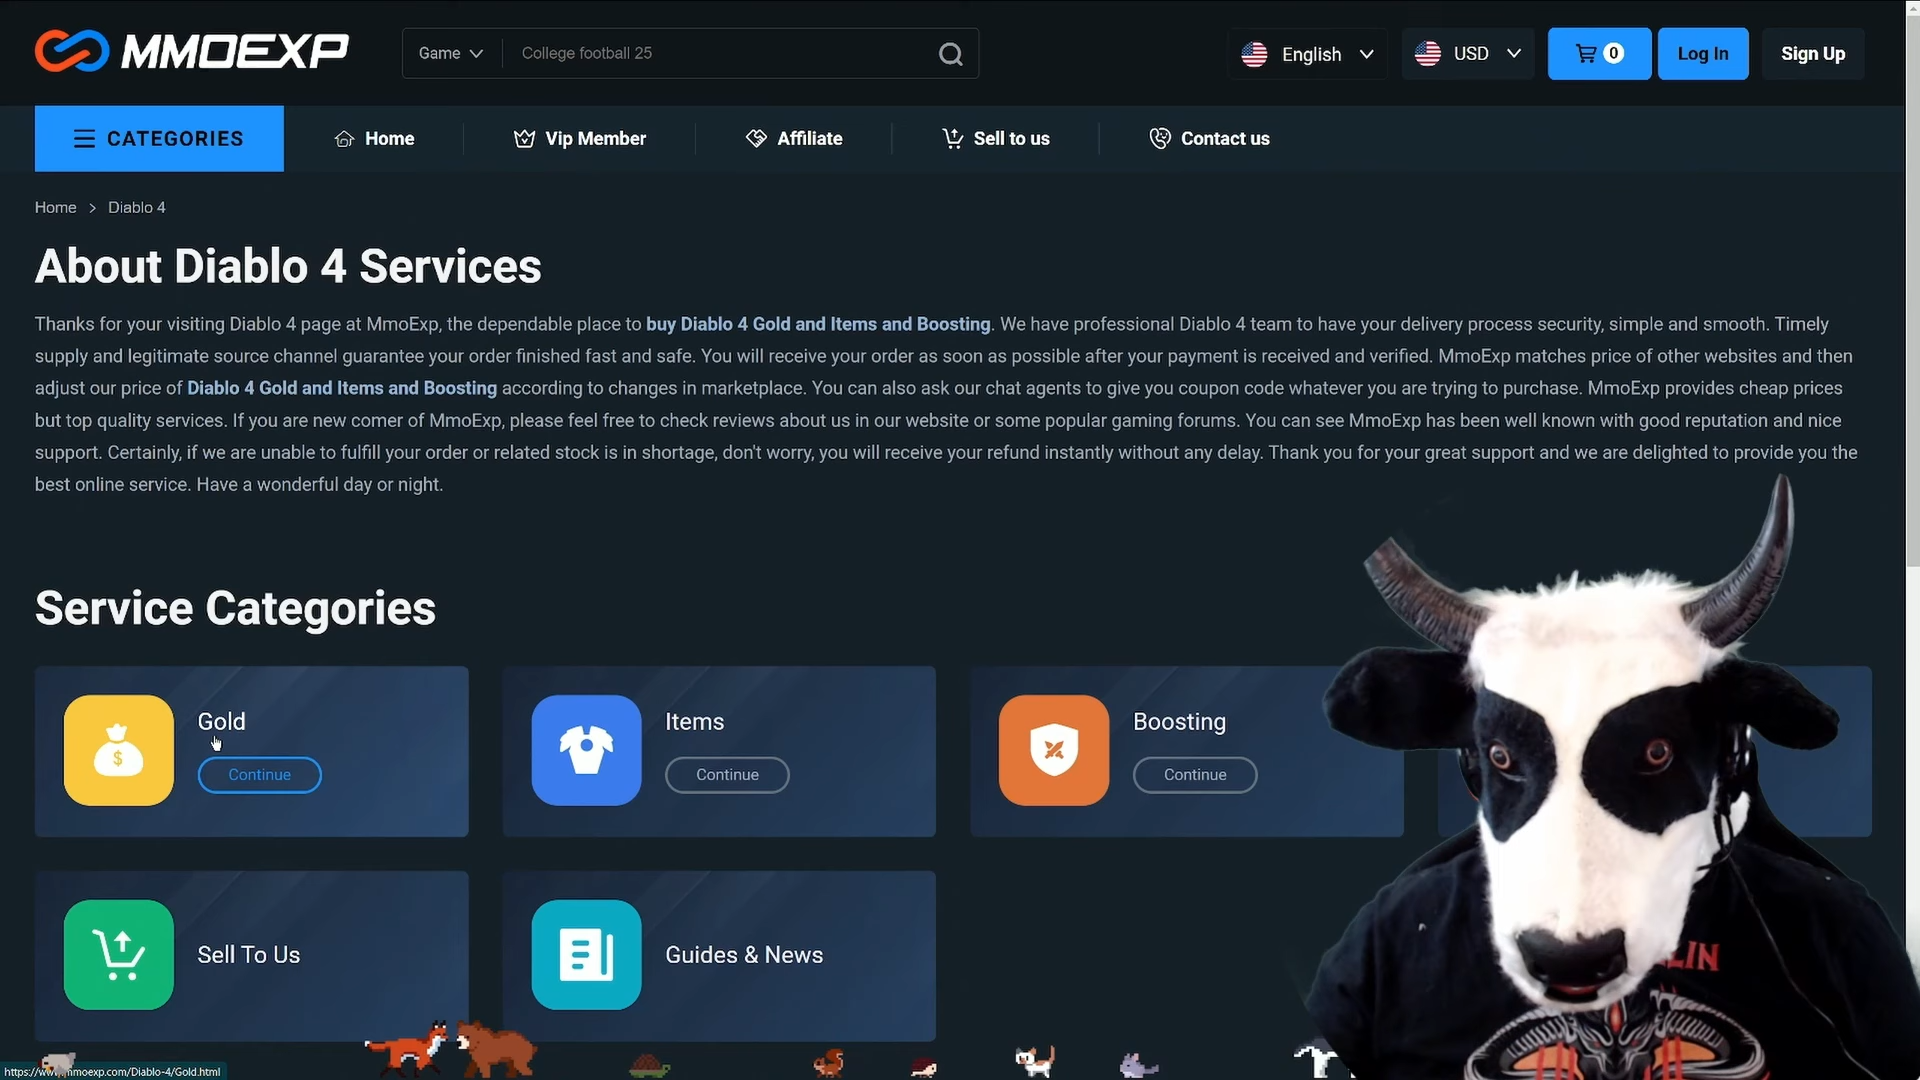 MMOEXP
Game
College football 25
English
USD
0
Log In
Sign Up
CATEGORIES
Home
Vip Member
Affiliate
Sell to us
Contact us
Home > Diablo 4
About Diablo 4 Services
Thanks for your visiting Diablo 4 page at MmoExp, the dependable place to buy Diablo 4 Gold and Items and Boosting. We have professional Diablo 4 team to have your delivery process security, simple and smooth. Timely
supply and legitimate source channel guarantee your order finished fast and safe. You will receive your order as soon as possible after your payment is received and verified. MmoExp matches price of other websites and then
adjust our price of Diablo 4 Gold and Items and Boosting according to changes in marketplace. You can also ask our chat agents to give you coupon code whatever you are trying to purchase. MmoExp provides cheap prices
but top quality services. If you are new comer of MmoExp, please feel free to check reviews about us in our website or some popular gaming forums. You can see MmoExp has been well known with good reputation and nice
support. Certainly, if we are unable to fulfill your order or related stock is in shortage, don't worry, you will receive your refund instantly without any delay. Thank you for your great support and we are delighted to provide you the
best online service. Have a wonderful day or night.
Service Categories
Gold
Continue
Items
Continue
Boosting
Continue
Sell To Us
Guides & News